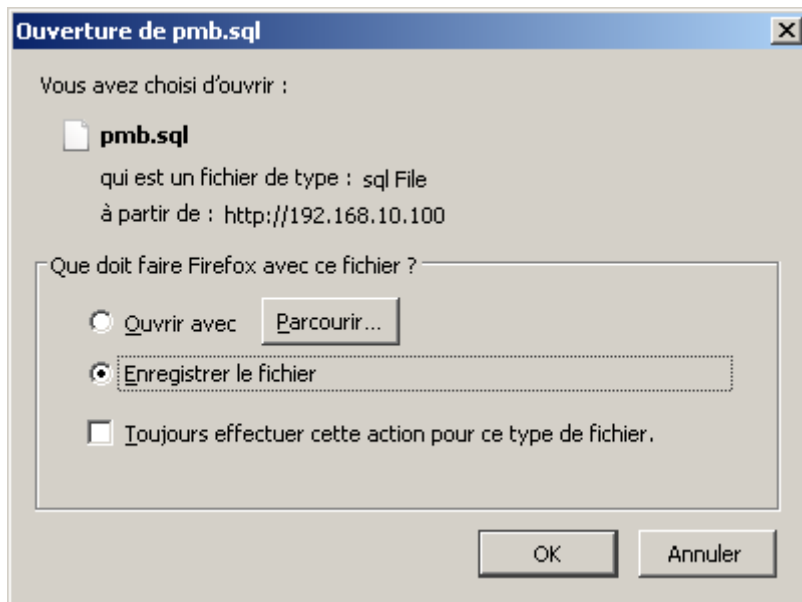 Ouverture de pmb.sql
Vous avez choisi d'ouvrir :
pmb.sql
qui est un fichier de type : sql File
à partir de : http://192.168.10.100
Que doit faire Firefox avec ce fichier ?
Ouvrir avec Parcourir...
Enregistrer le fichier
Toujours effectuer cette action pour ce type de fichier.
OK Annuler